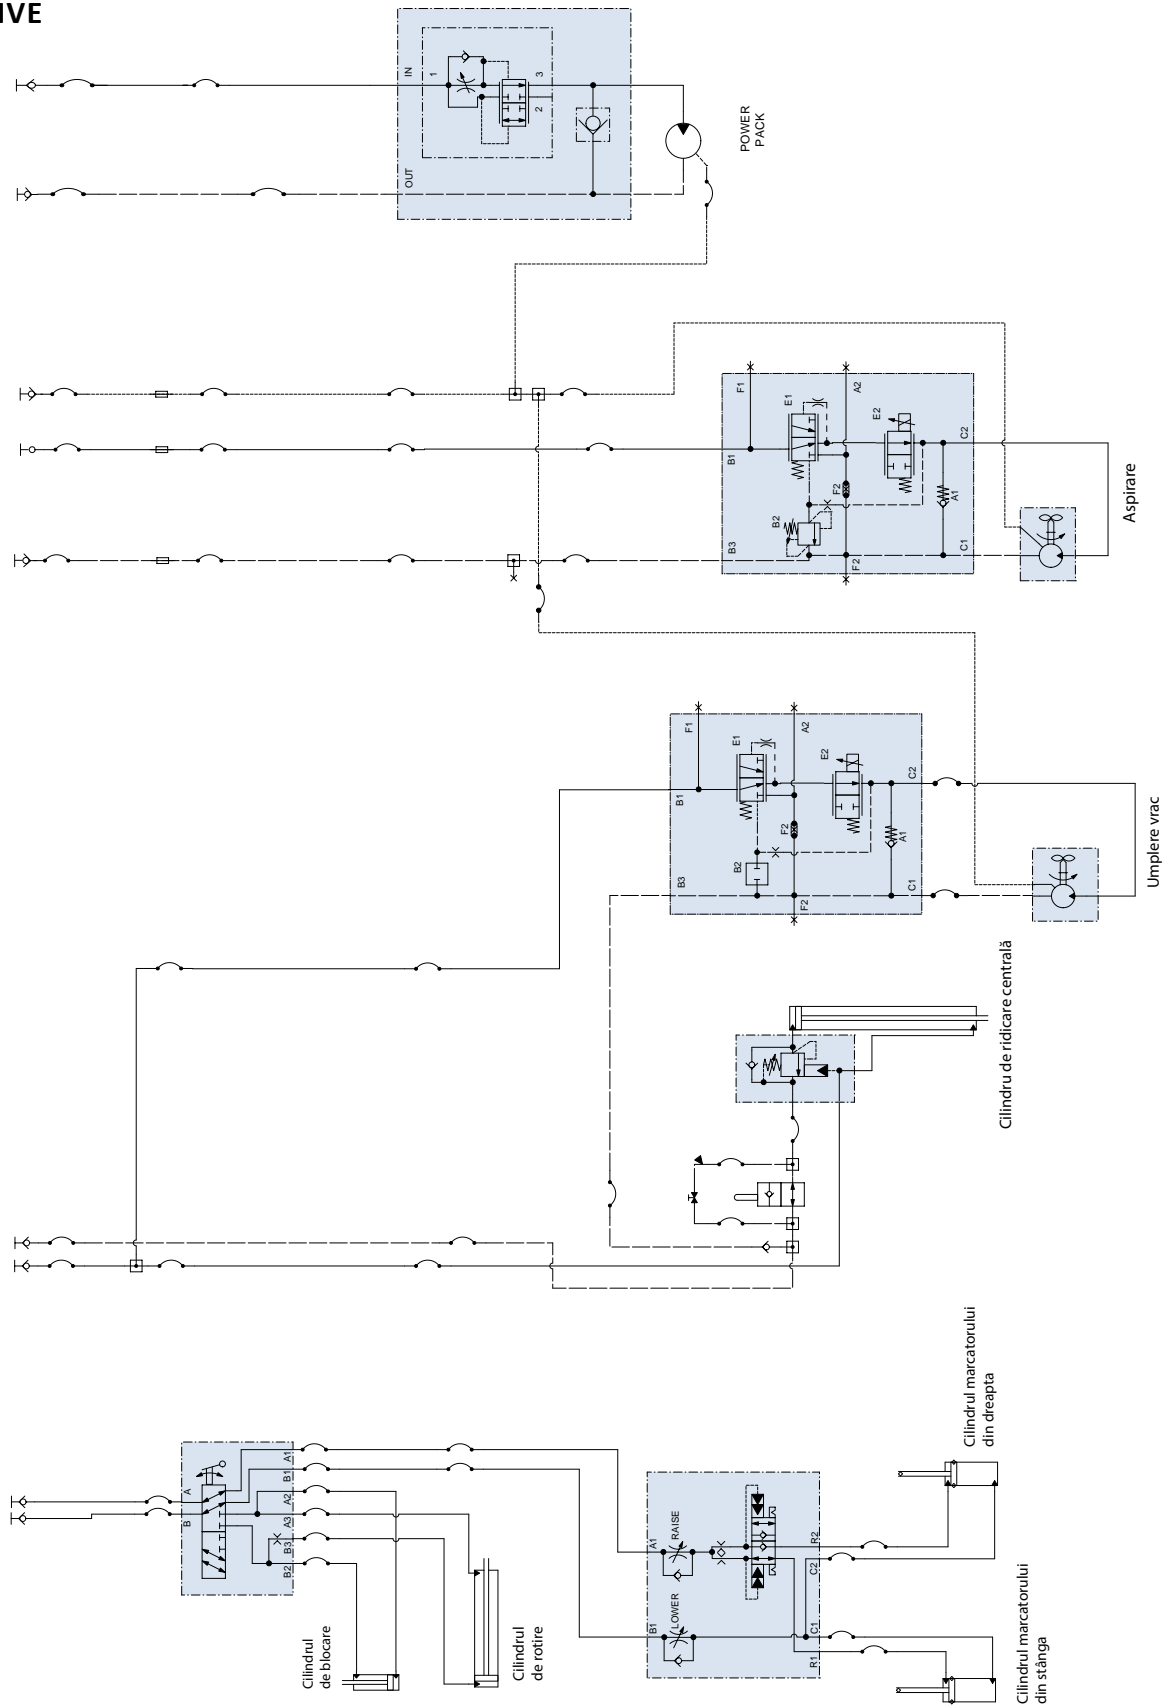 IVE
IN
1
3
2
OUT
POWER
PACK
F1
A2
E1
E2
B1
F2
B2
A1
C2
B3
F2
C1
Aspirare
F1
A2
E1
E2
B1
F2
B2
A1
C2
B3
F2
C1
Umplere vrac
Cilindru de ridicare centrală
A
B
A1
B1
A2
A3
B3
B2
Cilindrul
de blocare
Cilindrul
de rotire
A1
RAISE
B1
LOWER
R2
C2
C1
R1
Cilindrul marcatorului
din dreapta
Cilindrul marcatorului
din stânga